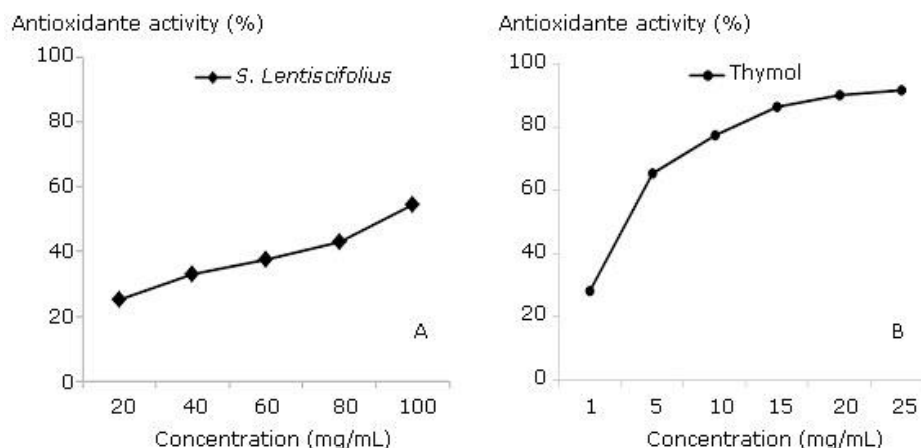 Antioxidante activity (%)
100
80
60
40
20
0
S. Lentiscifolius
A
20 40 60 80 100
Concentration (mg/mL)
Antioxidante activity (%)
100
80
60
40
20
0
Thymol
B
1 5 10 15 20 25
Concentration (mg/mL)